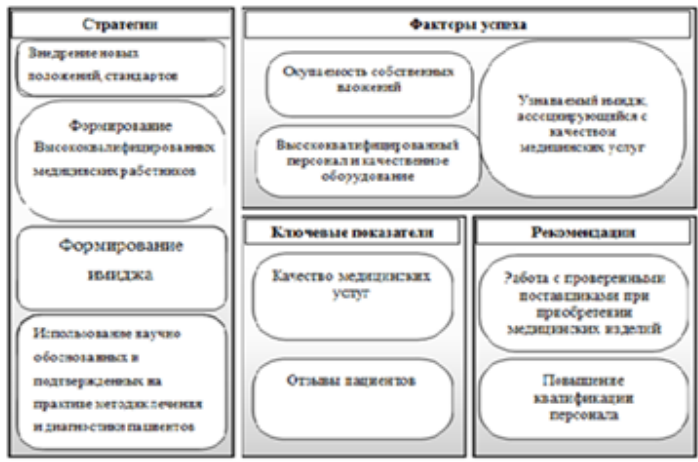 Стратегии
Внедрение новых
положений, стандартов
Формирование
Высококвалифицированных
медицинских работников
Формирование
имиджа
Использование научно
обоснованных и
подтвержденных на
практике методик лечения
и диагностики пациентов
Факторы успеха
Окупаемость собственных
вложений
Высококвалифицированный
персонал и качественное
оборудование
Узнаваемый имидж,
ассоциирующийся с
качеством
медицинских услуг
Ключевые показатели
Качество медицинских
услуг
Отзывы пациентов
Рекомендации
Работа с проверенными
поставщиками при
приобретении
медицинских изделий
Повышение
квалификации
персонала